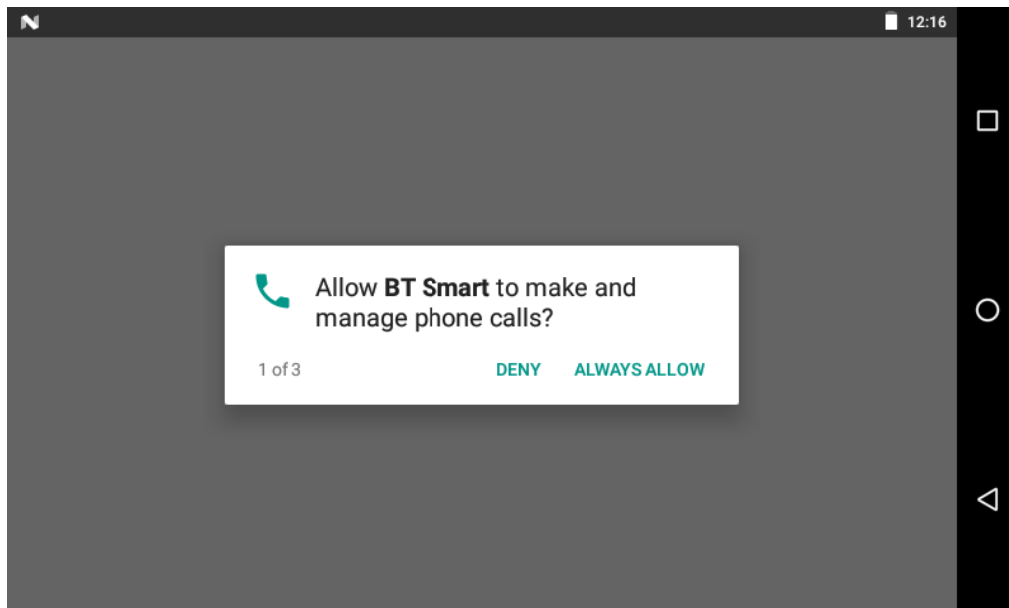 12:16
Allow BT Smart to make and
manage phone calls?
1 of 3 DENY ALWAYS ALLOW